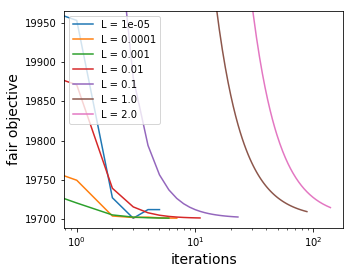 19950
19900
19850
19800
19750
19700
fair objective
L = 1e-05
L = 0.0001
L = 0.001
L = 0.01
L = 0.1
L = 1.0
L = 2.0
10⁰
10¹
10²
iterations